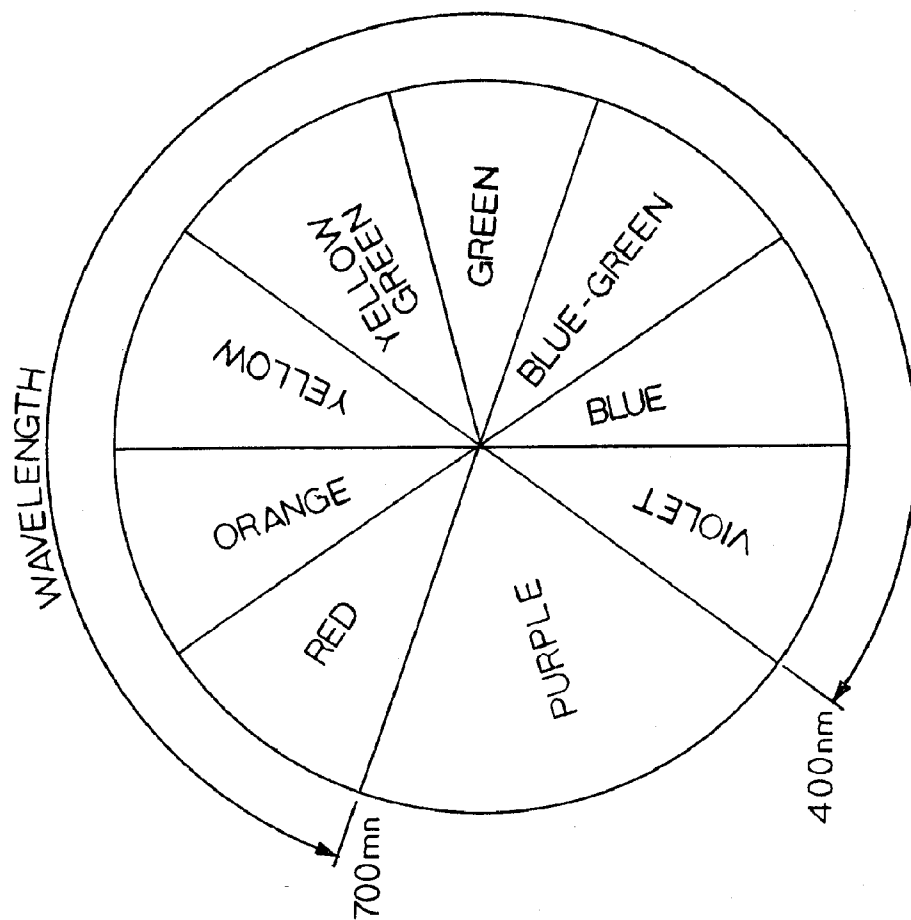 WAVELENGTH
YELLOW
GREEN
GREEN
YELLOW
BLUE-GREEN
BLUE
ORANGE
VIOLET
RED
PURPLE
400nm
700mn